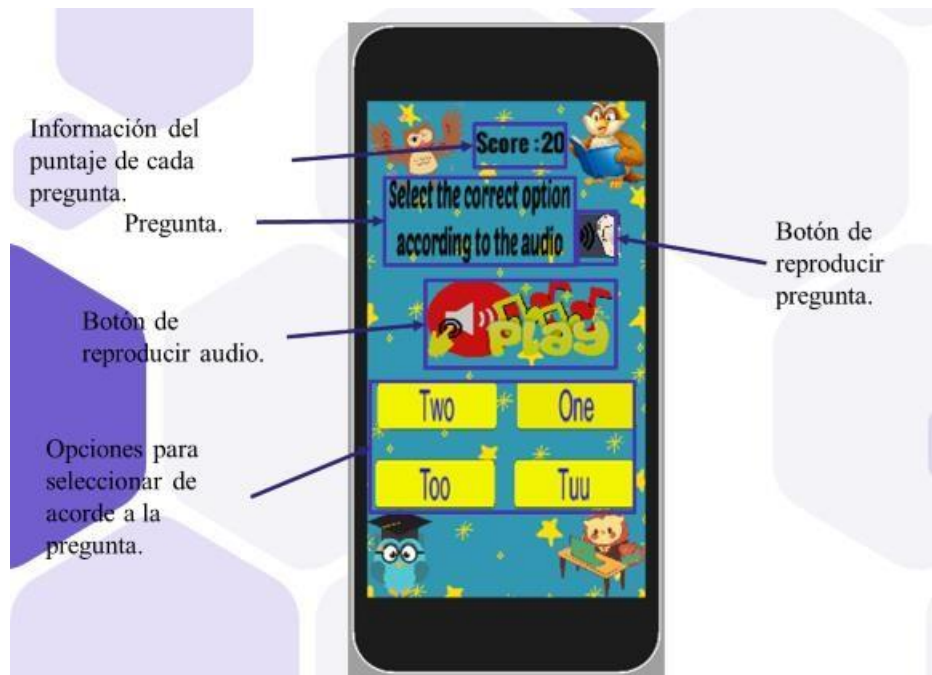 Información del
puntaje de cada
pregunta.
Score :20
Pregunta.
Select the correct option
according to the audio
Botón de
reproducir
pregunta.
Botón de
reproducir audio.
play
Two
One
Opciones para
seleccionar de
acorde a la
pregunta.
Too
Tuu